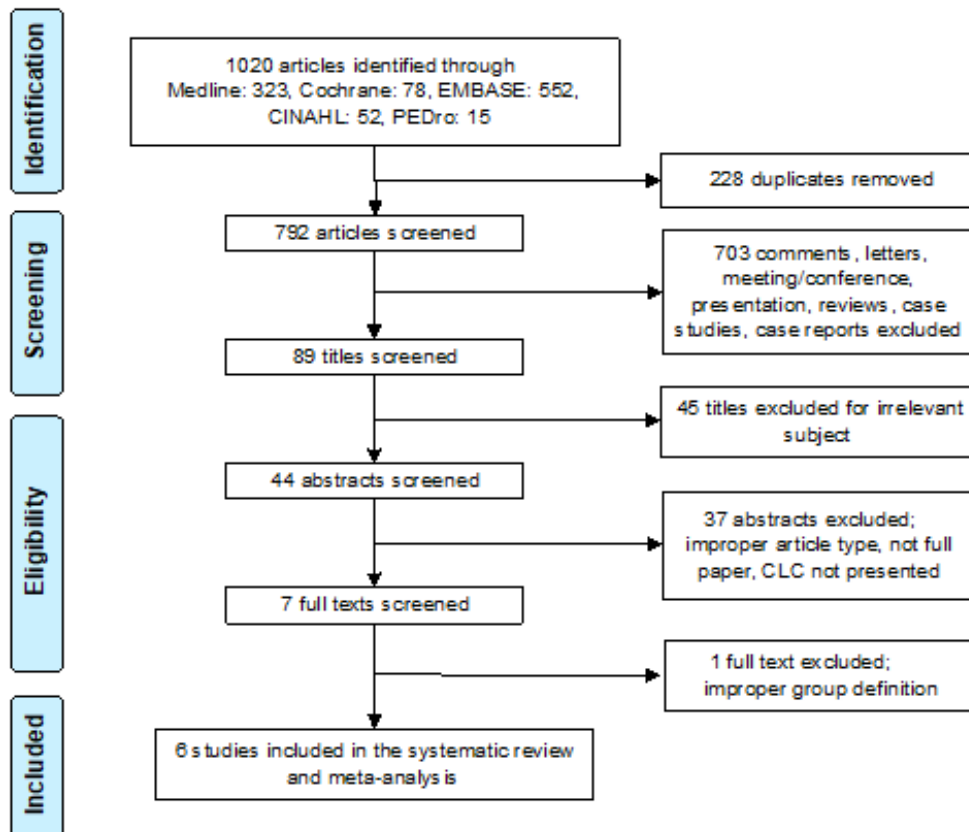 Identification
1020 articles identified through
Medline: 323, Cochrane: 78, EMBASE: 552,
CINAHL: 52, PEDro: 15
228 duplicates removed
Screening
792 articles screened
703 comments, letters,
meeting/conference,
presentation, reviews, case
studies, case reports excluded
89 titles screened
45 titles excluded for irrelevant
subject
Eligibility
44 abstracts screened
37 abstracts excluded;
improper article type, not full
paper, CLC not presented
7 full texts screened
1 full text excluded;
improper group definition
Included
6 studies included in the systematic review
and meta-analysis